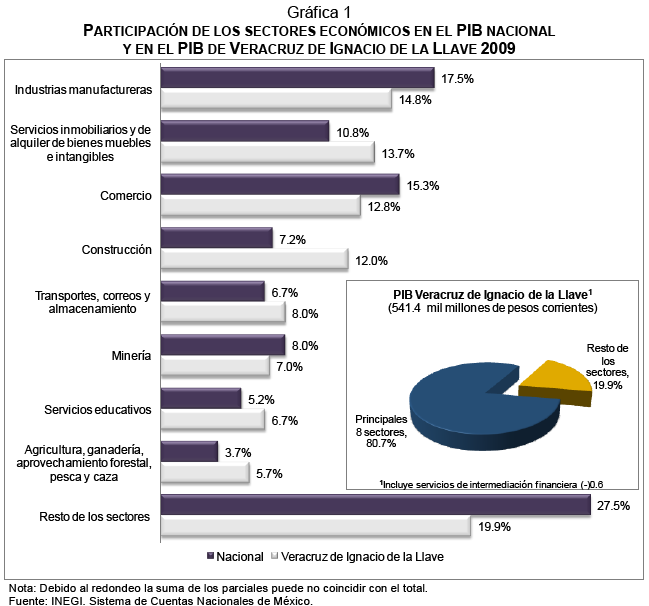 Gráfica 1
PARTICIPACIÓN DE LOS SECTORES ECONÓMICOS EN EL PIB NACIONAL
Y EN EL PIB DE VERACRUZ DE IGNACIO DE LA LLAVE 2009
Industrias manufactureras
17.5%
14.8%
Servicios inmobiliarios y de
alquiler de bienes muebles
e intangibles
10.8%
13.7%
Comercio
15.3%
12.8%
Construcción
7.2%
12.0%
Transportes, correos y
almacenamiento
6.7%
8.0%
Minería
8.0%
7.0%
Servicios educativos
5.2%
6.7%
Agricultura, ganadería,
aprovechamiento forestal,
pesca y caza
3.7%
5.7%
Resto de los sectores
27.5%
19.9%
PIB Veracruz de Ignacio de la Llave¹
(541.4 mil millones de pesos corrientes)
Resto de
los
sectores,
19.9%
Principales
8 sectores,
80.7%
¹Incluye servicios de intermediación financiera (-)0.6
Nacional
Veracruz de Ignacio de la Llave
Nota: Debido al redondeo la suma de los parciales puede no coincidir con el total.
Fuente: INEGI. Sistema de Cuentas Nacionales de México.